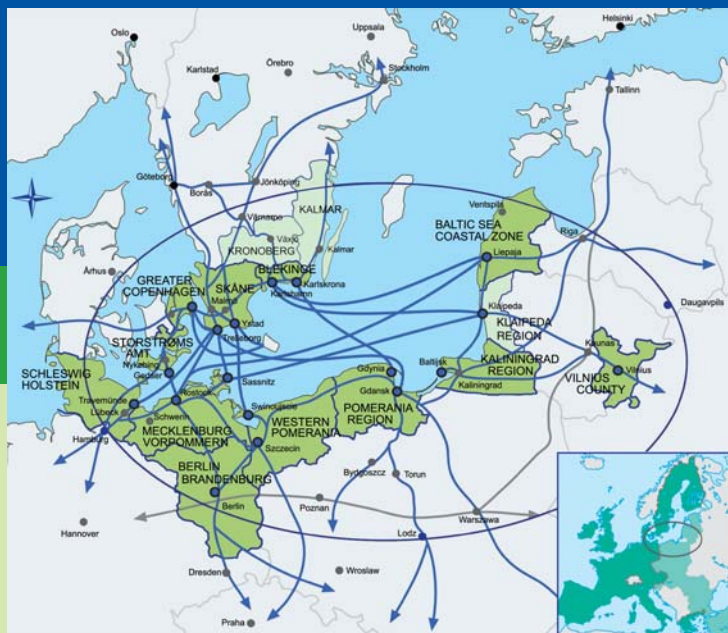 Oslo
Uppsala
Helsinki
Karlstad
Örebro
Stockholm
Tallinn
Göteborg
Borås
Jönköping
Värnamo
Växjö
KALMAR
KRONOBERG
Kalmar
Ventspils
BALTIC SEA
COASTAL ZONE
Riga
Liepaja
Århus
GREATER
COPENHAGEN
SKÅNE
Malmö
BLEKINGE
Karlshamn
Karlskrona
Daugavpils
Klaipeda
KLAIPEDA
REGION
Ystad
Trelleborg
STORSTRØMS
AMT
Nykøbing
Gedser
Kaunas
SCHLESWIG
HOLSTEIN
Sassnitz
Gdynia
Baltijsk
KALININGRAD
REGION
Kaliningrad
VILNIUS
COUNTY
Vilnius
Travemünde
Lübeck
Rostock
Gdansk
Swinoujscie
Schwerin
Hamburg
MECKLENBURG
VORPOMMERN
WESTERN
POMERANIA
POMERANIA
REGION
Szczecin
BERLIN
BRANDENBURG
Bydgoszcz
Torun
Berlin
Poznan
Warszawa
Hannover
Lodz
Dresden
Wroclaw
Praha